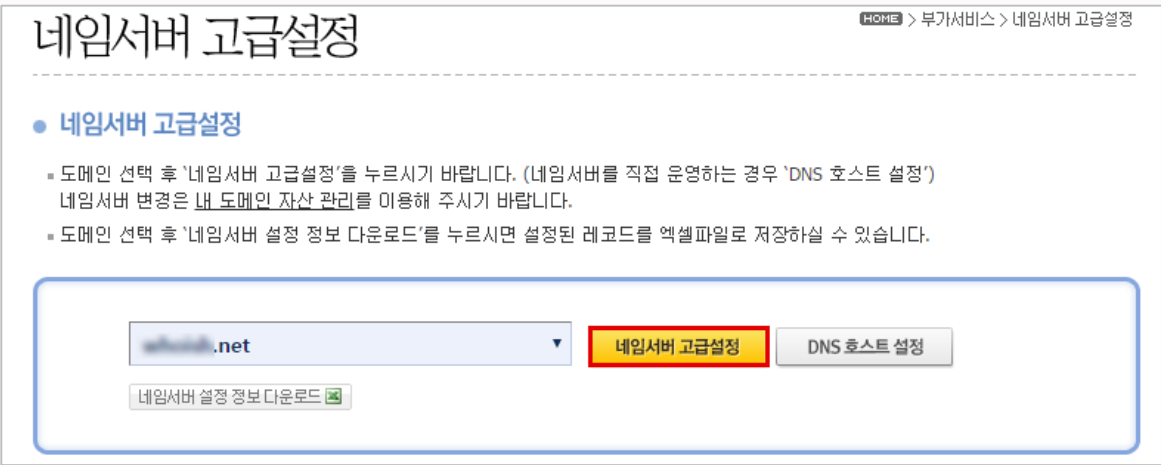 네임서버 고급설정
HOME > 부가서비스 > 네임서버 고급설정
네임서버 고급설정
도메인 선택 후 '네임서버 고급설정'을 누르시기 바랍니다. (네임서버를 직접 운영하는 경우 'DNS 호스트 설정')
네임서버 변경은 내 도메인 자산 관리를 이용해 주시기 바랍니다.
도메인 선택 후 '네임서버 설정 정보 다운로드'를 누르시면 설정된 레코드를 엑셀파일로 저장하실 수 있습니다.
.net
네임서버 고급설정
DNS 호스트 설정
네임서버 설정 정보 다운로드